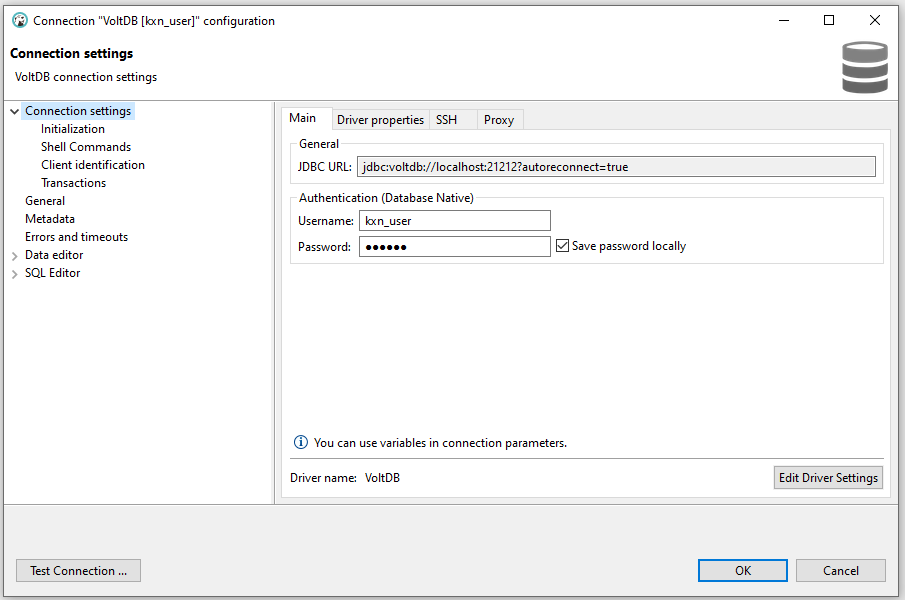 Connection "VoltDB [kxn_user]" configuration
Connection settings
VoltDB connection settings
Connection settings
Initialization
Shell Commands
Client identification
Transactions
General
Metadata
Errors and timeouts
Data editor
SQL Editor
Main Driver properties SSH Proxy
General
JDBC URL: jdbc:voltdb://localhost:21212?autoreconnect=true
Authentication (Database Native)
Username: kxn_user
Password: ●●●●●● Save password locally
You can use variables in connection parameters.
Driver name: VoltDB Edit Driver Settings
Test Connection ... OK Cancel